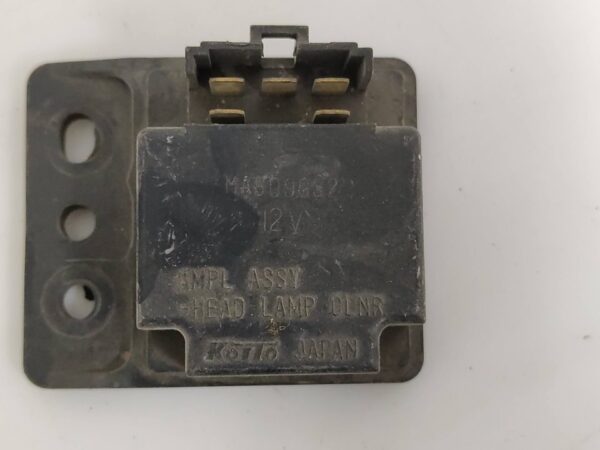 12V
AMPL ASSY
HEAD LAMP CLNR
KOITO JAPAN